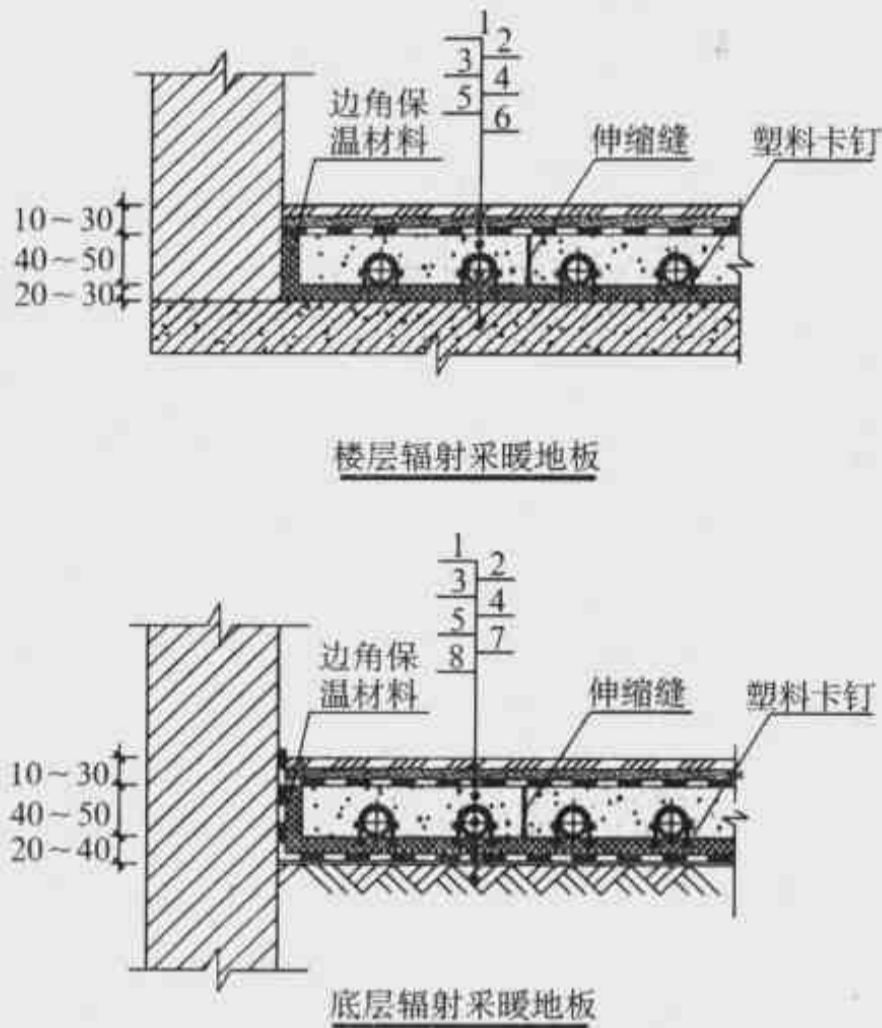 1
2
3
4
5
6
边角保
温材料
伸缩缝
塑料卡钉
10～30
40～50
20～30
楼层辐射采暖地板
1
2
3
4
5
7
8
边角保
温材料
伸缩缝
塑料卡钉
10～30
40～50
20～40
底层辐射采暖地板